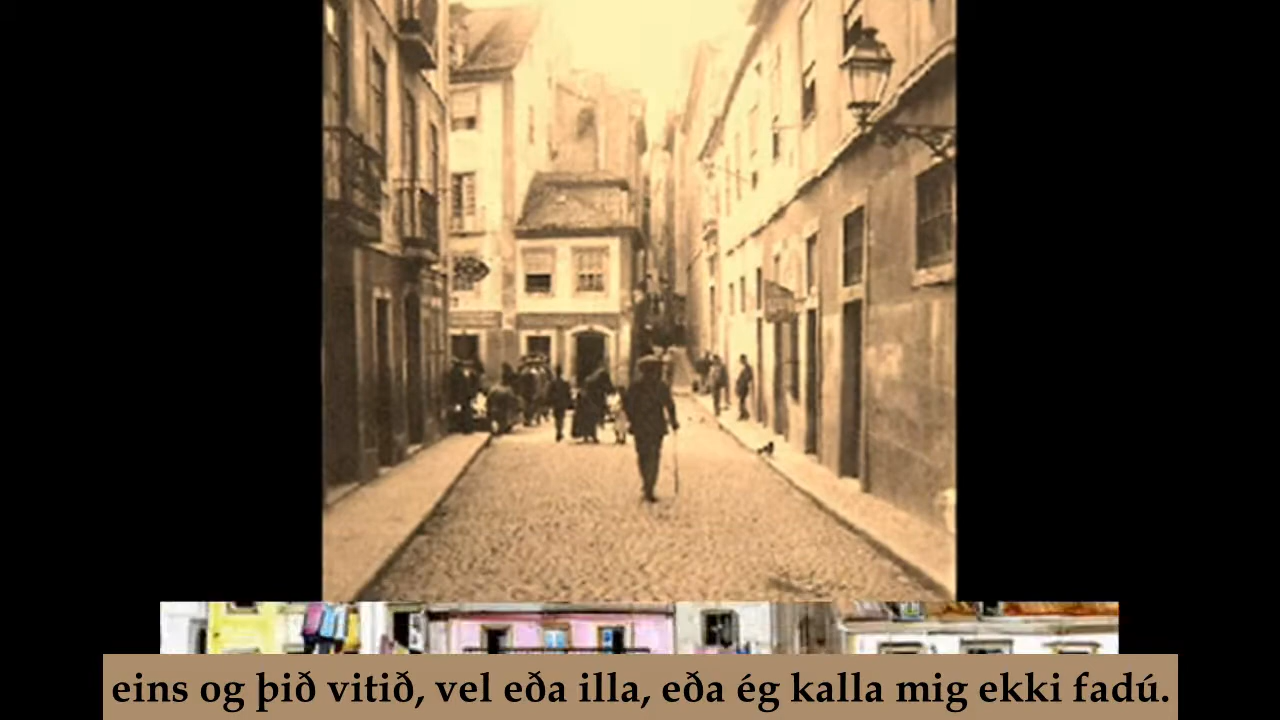 eins og þið vitið, vel eða illa, eða ég kalla mig ekki fadú.